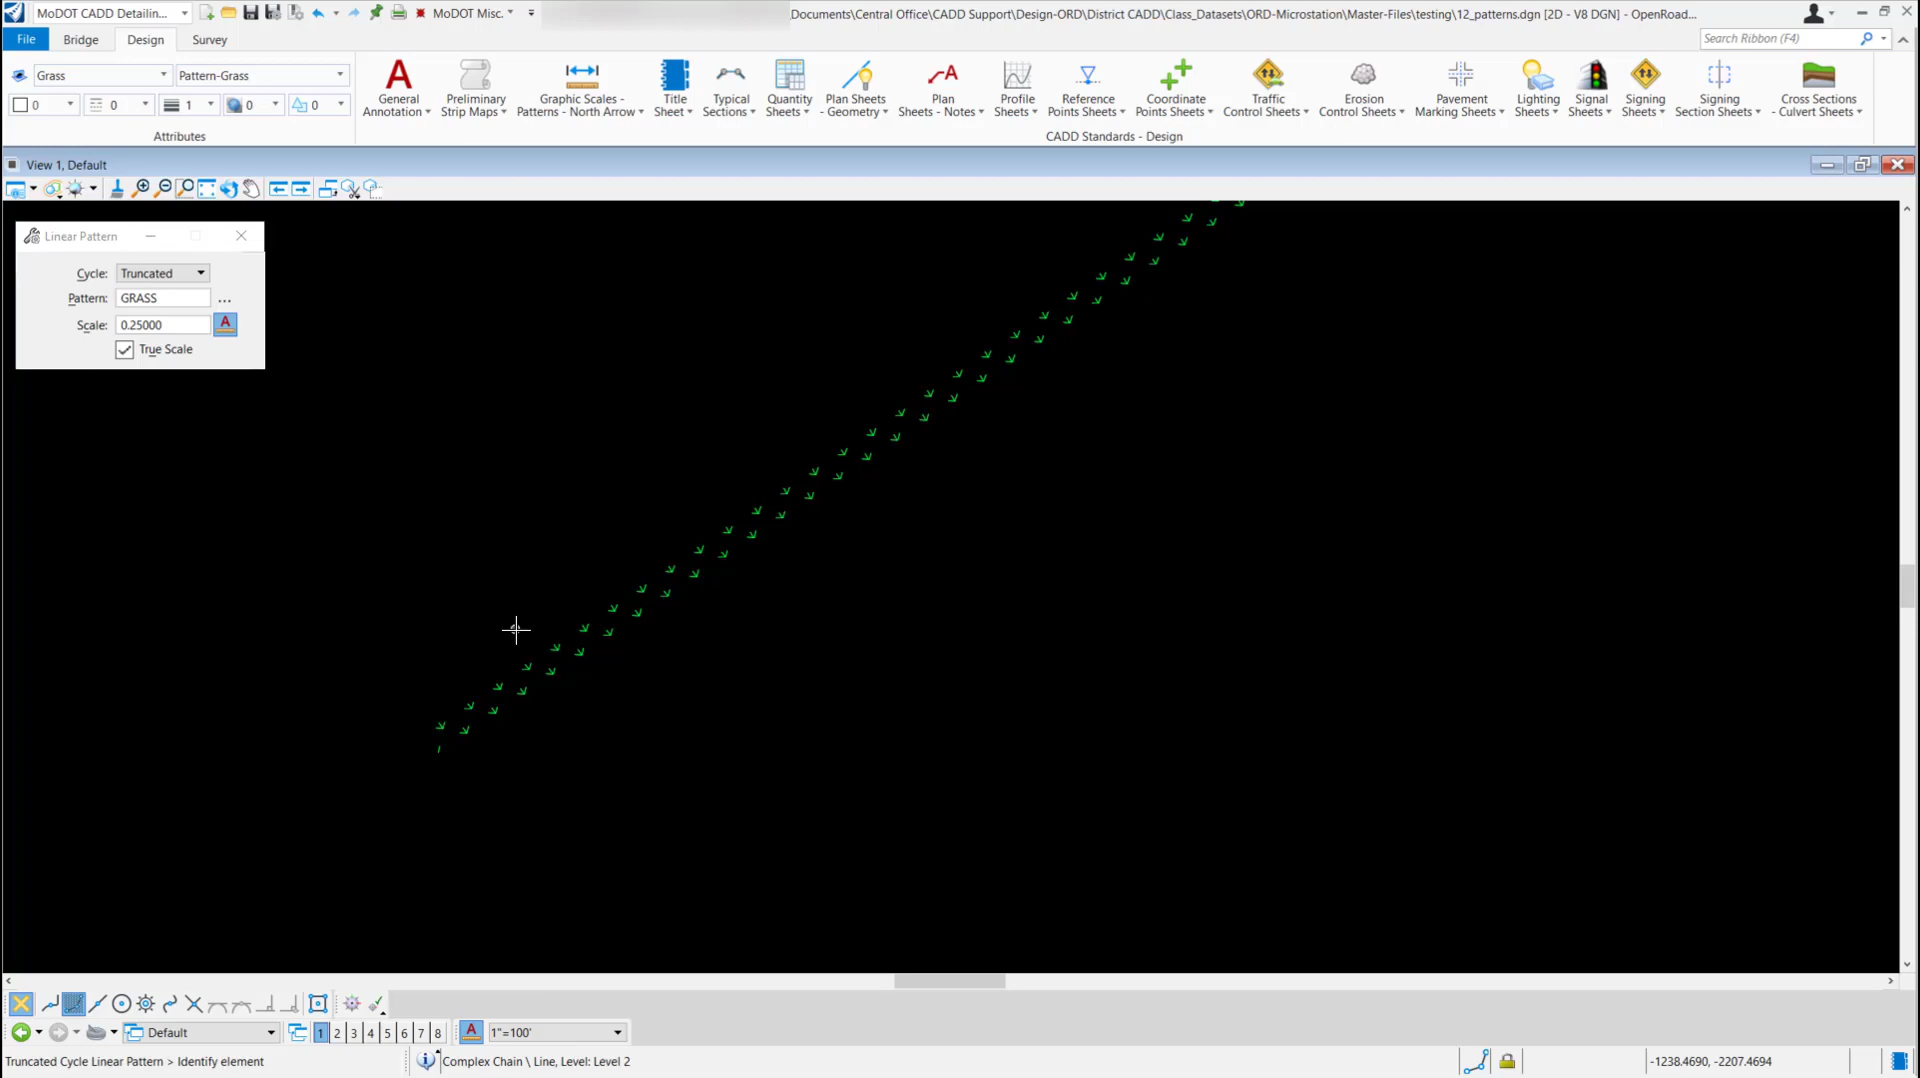 MoDOT CADD Detailin...
MoDOT Misc.
Documents\Central Office\CADD Support\Design-ORD\District CADD\Class_Datasets\ORD-Microstation\Master-Files\testing\12_patterns.dgn [2D - V8 DGN] - OpenRoad...
File Bridge Design Survey
Search Ribbon (F4)
Grass Pattern-Grass
0 0 1 0 0
Attributes
General Annotation
Preliminary Strip Maps
Graphic Scales - Patterns - North Arrow
Title Sheet
Typical Sections
Quantity Sheets
Plan Sheets - Geometry
Plan Sheets - Notes
Profile Sheets
Reference Points Sheets
Coordinate Points Sheets
Traffic Control Sheets
Erosion Control Sheets
Pavement Marking Sheets
Lighting Sheets
Signal Sheets
Signing Sheets
Signing Section Sheets
Cross Sections - Culvert Sheets
CADD Standards - Design
View 1, Default
Linear Pattern
Cycle: Truncated
Pattern: GRASS ...
Scale: 0.25000 A
True Scale
Default 1 2 3 4 5 6 7 8 A 1"=100'
Truncated Cycle Linear Pattern > Identify element
Complex Chain \ Line, Level: Level 2
-1238.4690, -2207.4694